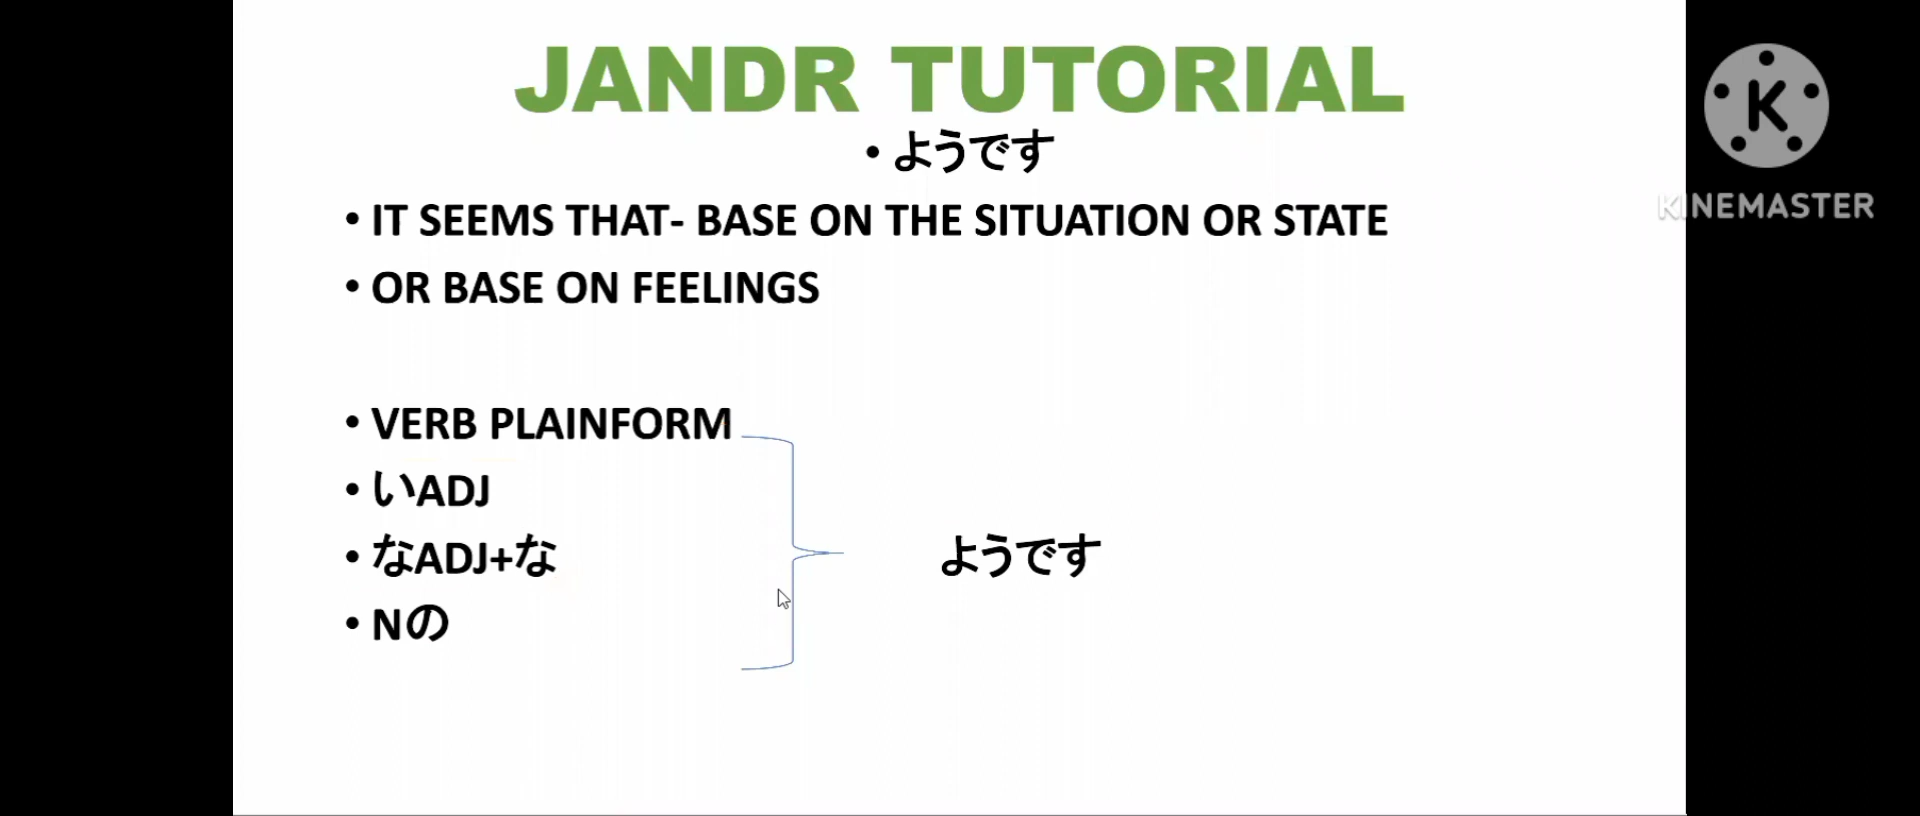 JANDR TUTORIAL
• ようです
• IT SEEMS THAT- BASE ON THE SITUATION OR STATE
• OR BASE ON FEELINGS
• VERB PLAINFORM
• いADJ
• なADJ+な
• Nの
ようです
K
KINEMASTER